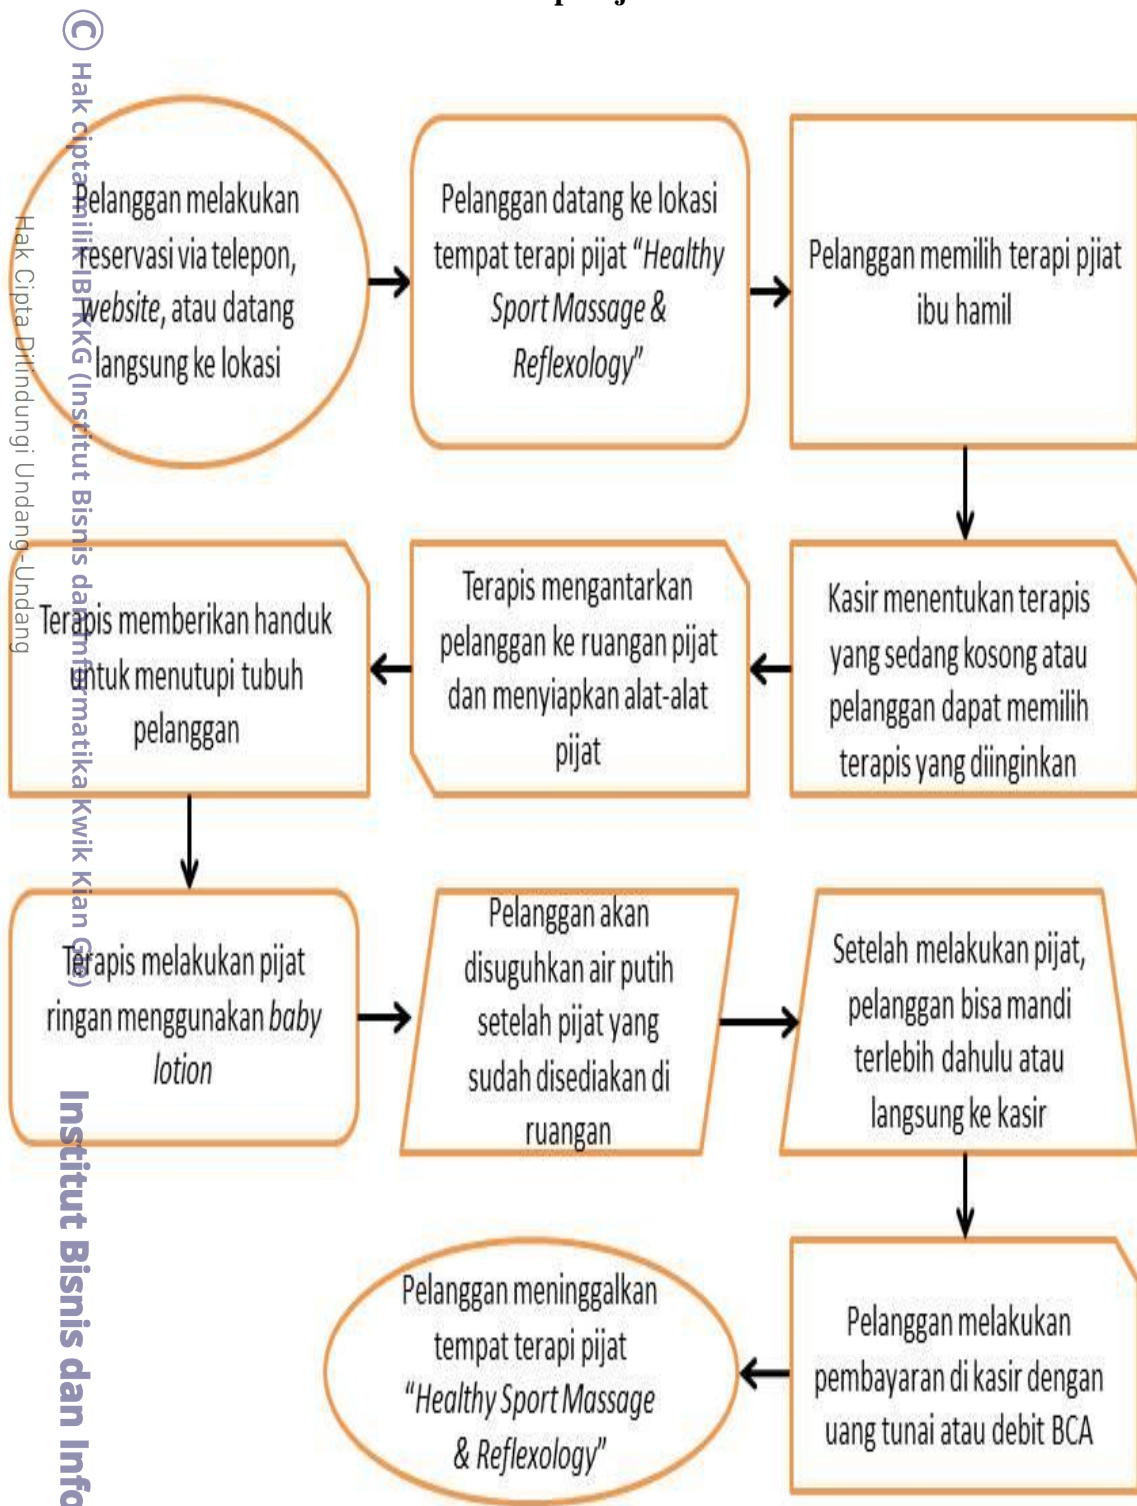 Pelanggan melakukan
reservasi via telepon,
website, atau datang
langsung ke lokasi
Pelanggan datang ke lokasi
tempat terapi pijat “Healthy
Sport Massage &
Reflexology”
Pelanggan memilih terapi pjiat
ibu hamil
Kasir menentukan terapis
yang sedang kosong atau
pelanggan dapat memilih
terapis yang diinginkan
Terapis mengantarkan
pelanggan ke ruangan pijat
dan menyiapkan alat-alat
pijat
Terapis memberikan handuk
untuk menutupi tubuh
pelanggan
Terapis melakukan pijat
ringan menggunakan baby
lotion
Pelanggan akan
disuguhkan air putih
setelah pijat yang
sudah disediakan di
ruangan
Setelah melakukan pijat,
pelanggan bisa mandi
terlebih dahulu atau
langsung ke kasir
Pelanggan melakukan
pembayaran di kasir dengan
uang tunai atau debit BCA
Pelanggan meninggalkan
tempat terapi pijat
“Healthy Sport Massage
& Reflexology”
© Hak cipta milik IBI KKG (Institut Bisnis dan Informatika Kwik Kian Gie)
Hak Cipta Dilindungi Undang-Undang
Institut Bisnis dan Info